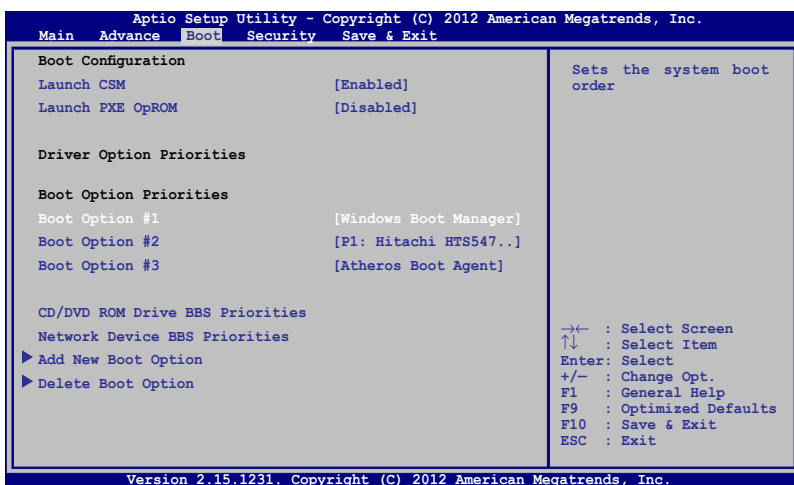 Aptio Setup Utility - Copyright (C) 2012 American Megatrends, Inc.
Main Advance Boot Security Save & Exit
Boot Configuration
Launch CSM [Enabled]
Launch PXE OpROM [Disabled]
Driver Option Priorities
Boot Option Priorities
Boot Option #1 [Windows Boot Manager]
Boot Option #2 [P1: Hitachi HTS547..]
Boot Option #3 [Atheros Boot Agent]
CD/DVD ROM Drive BBS Priorities
Network Device BBS Priorities
Add New Boot Option
Delete Boot Option
Sets the system boot
order
→← : Select Screen
↑↓ : Select Item
Enter: Select
+/— : Change Opt.
F1 : General Help
F9 : Optimized Defaults
F10 : Save & Exit
ESC : Exit
Version 2.15.1231. Copyright (C) 2012 American Megatrends, Inc.